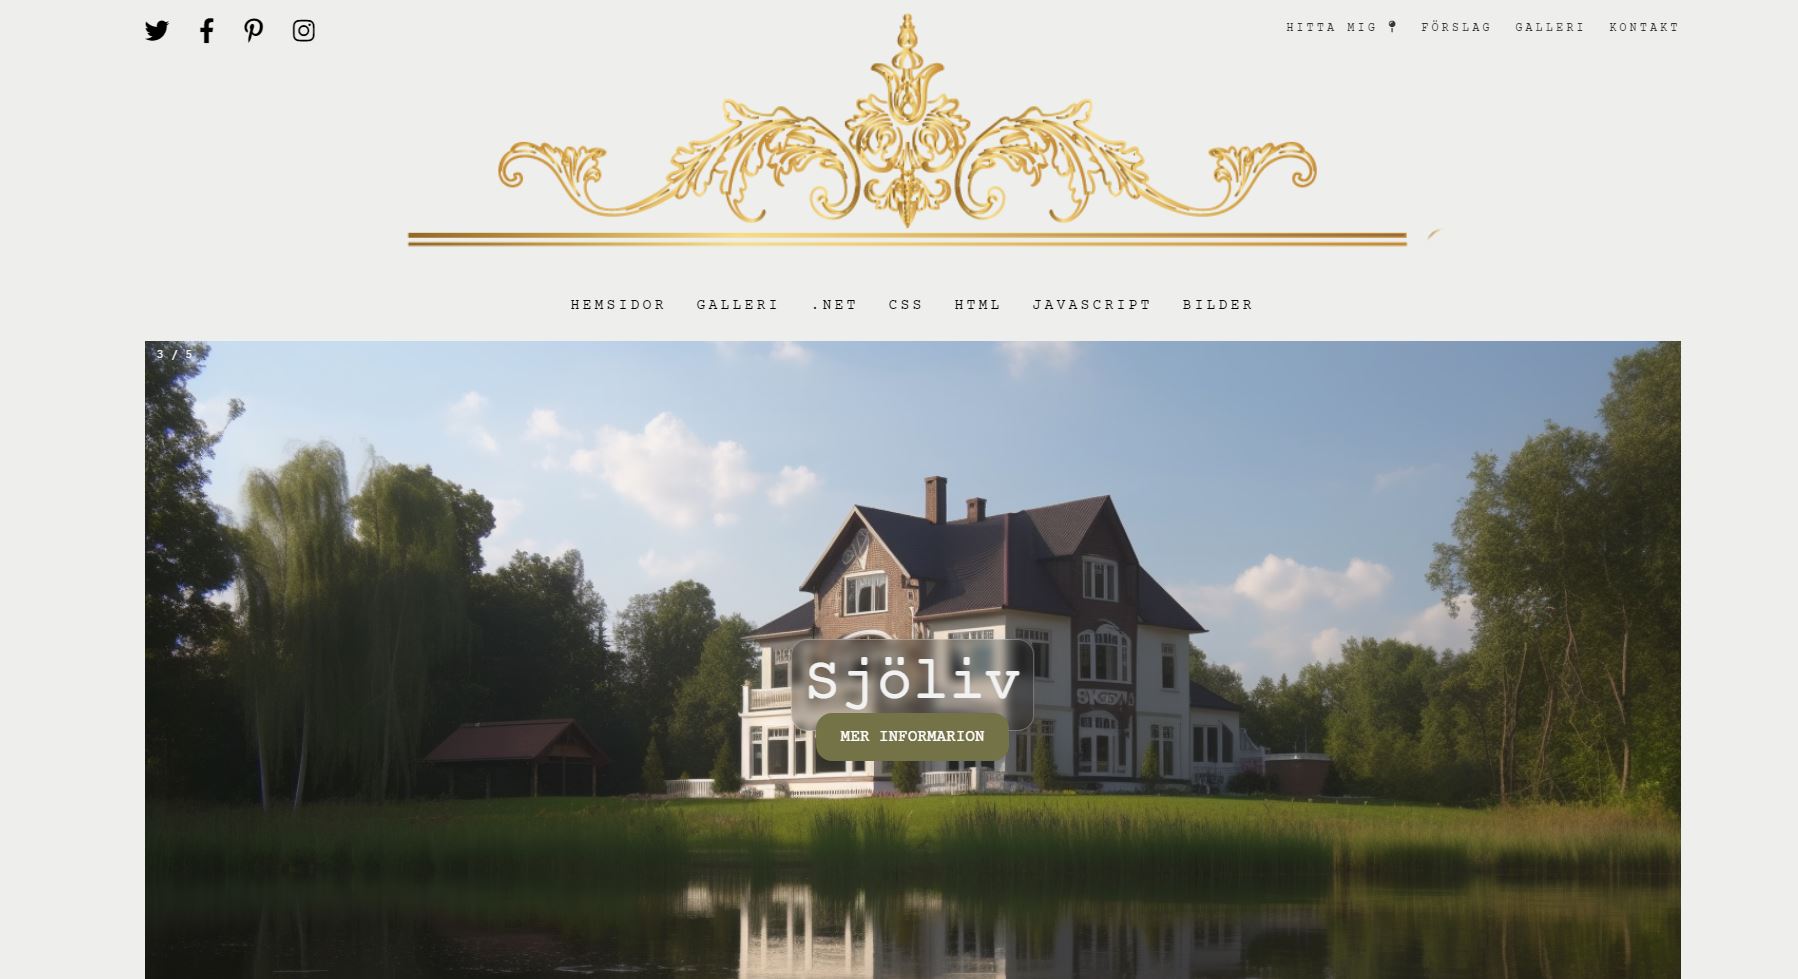 HITTA MIG FÖRSLAG GALLERI KONTAKT
HEMSIDOR GALLERI .NET CSS HTML JAVASCRIPT BILDER
3 / 5
Sjöliv
MER INFORMARION